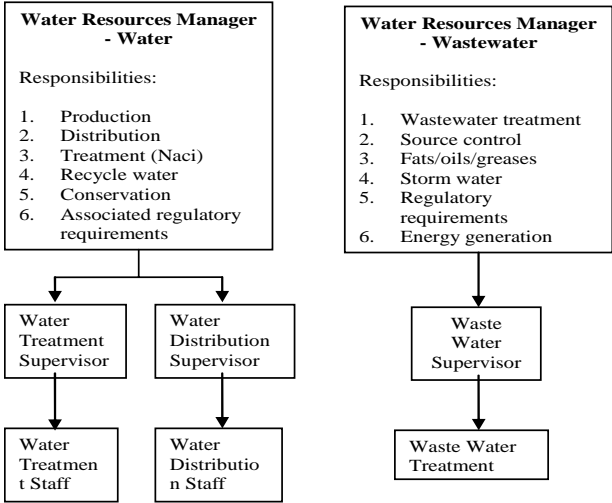 Water Resources Manager
- Water
Responsibilities:
1. Production
2. Distribution
3. Treatment (Naci)
4. Recycle water
5. Conservation
6. Associated regulatory
requirements
Water Resources Manager
- Wastewater
Responsibilities:
1. Wastewater treatment
2. Source control
3. Fats/oils/greases
4. Storm water
5. Regulatory
requirements
6. Energy generation
Water
Treatment
Supervisor
Water
Distribution
Supervisor
Waste
Water
Supervisor
Water
Treatmen
t Staff
Water
Distributio
n Staff
Waste Water
Treatment